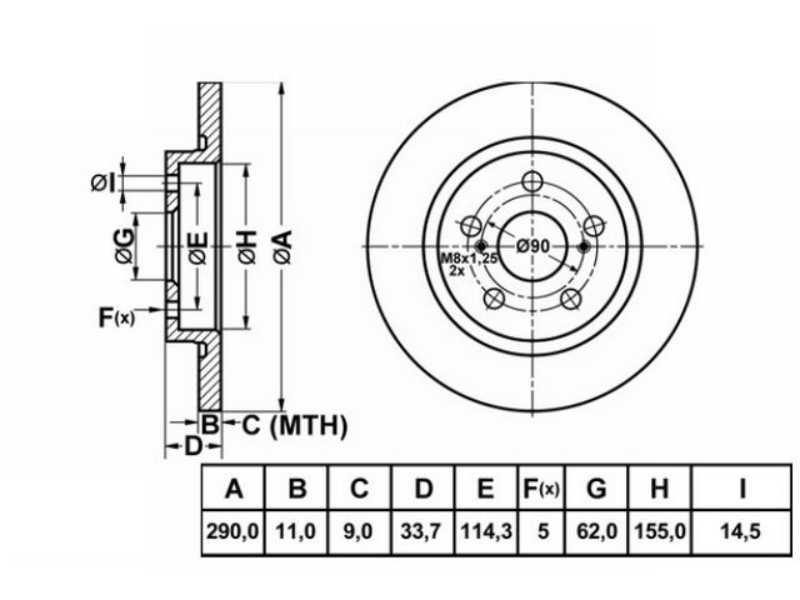 ØI
ØG
ØE
ØH
ØA
F(x)
B
C (MTH)
D
Ø90
M8x1,25
2x
A B C D E F(x) G H I
290,0 11,0 9,0 33,7 114,3 5 62,0 155,0 14,5